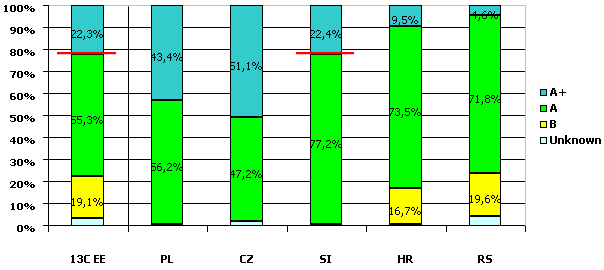 100%
90%
80%
70%
60%
50%
40%
30%
20%
10%
0%
22,3%
43,4%
51,1%
22,4%
9,5%
4,6%
55,3%
56,2%
47,2%
77,2%
73,5%
71,8%
19,1%
16,7%
19,6%
13C EE
PL
CZ
SI
HR
RS
A+
A
B
Unknown